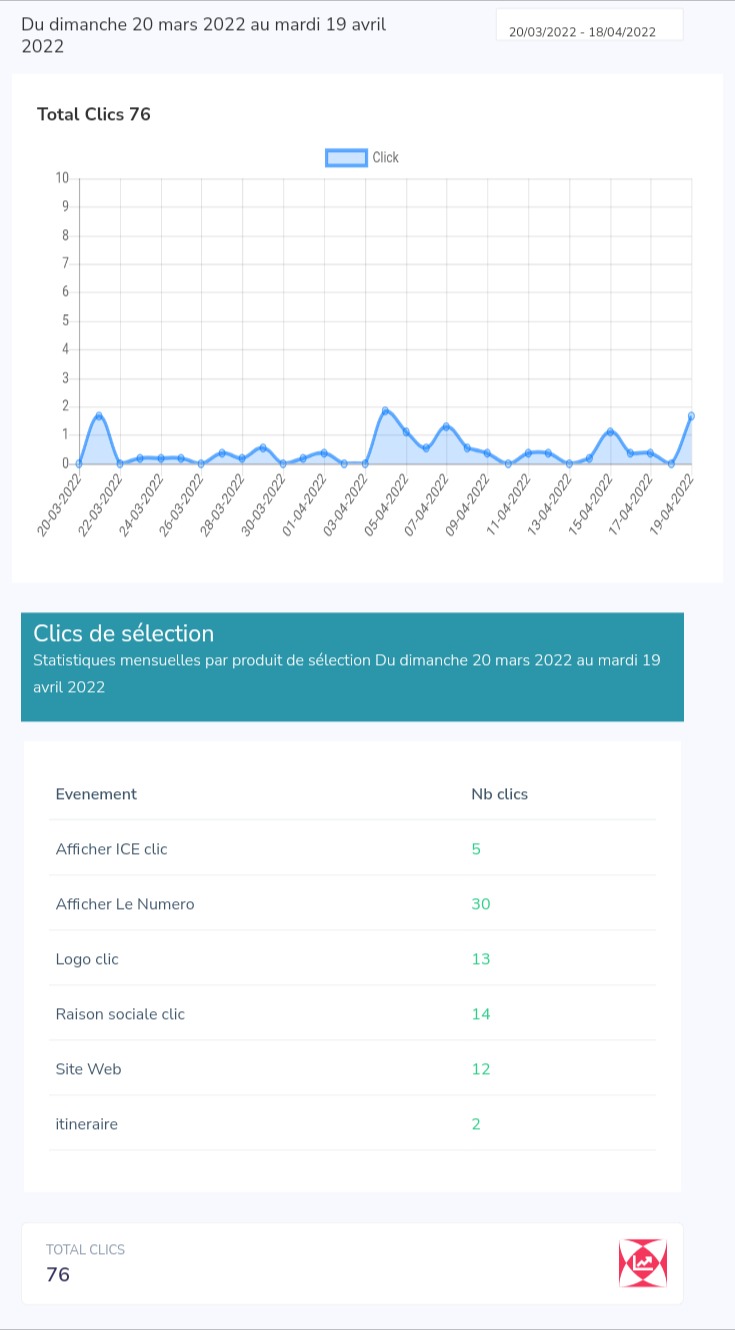 Du dimanche 20 mars 2022 au mardi 19 avril
2022
20/03/2022 - 18/04/2022
Total Clics 76
Click
10
9
8
7
6
5
4
3
2
1
0
20-03-2022
22-03-2022
24-03-2022
26-03-2022
28-03-2022
30-03-2022
01-04-2022
03-04-2022
05-04-2022
07-04-2022
09-04-2022
11-04-2022
13-04-2022
15-04-2022
17-04-2022
19-04-2022
Clics de sélection
Statistiques mensuelles par produit de sélection Du dimanche 20 mars 2022 au mardi 19
avril 2022
Evenement Nb clics
Afficher ICE clic 5
Afficher Le Numero 30
Logo clic 13
Raison sociale clic 14
Site Web 12
itineraire 2
TOTAL CLICS
76